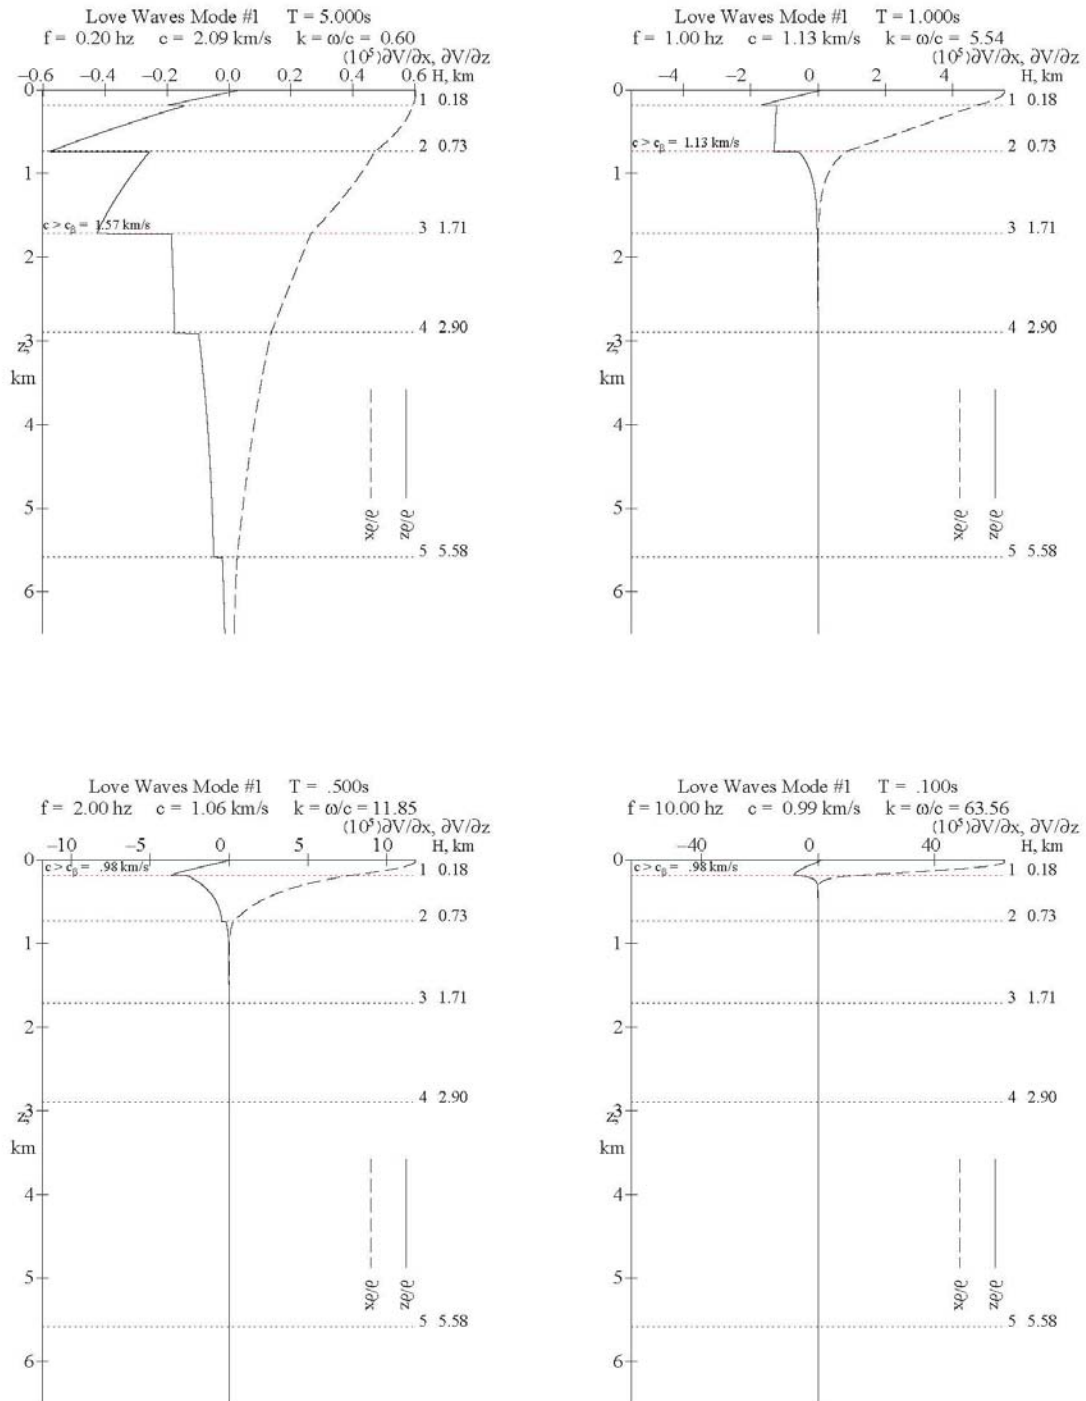 Love Waves Mode #1 T = 5.000s
f = 0.20 hz c = 2.09 km/s k = ω/c = 0.60
(10⁵)∂V/∂x, ∂V/∂z
−0.6 −0.4 −0.2 0.0 0.2 0.4 0.6 H, km
0
1 0.18
2 0.73
1
c > cβ = 1.57 km/s
3 1.71
2
4 2.90
3
z,
km
4
5
∂/∂x
∂/∂z
5 5.58
6
Love Waves Mode #1 T = 1.000s
f = 1.00 hz c = 1.13 km/s k = ω/c = 5.54
(10⁵)∂V/∂x, ∂V/∂z
−4 −2 0 2 4 H, km
0
1 0.18
c > cβ = 1.13 km/s
2 0.73
1
3 1.71
2
4 2.90
3
z,
km
4
5
∂/∂x
∂/∂z
5 5.58
6
Love Waves Mode #1 T = .500s
f = 2.00 hz c = 1.06 km/s k = ω/c = 11.85
(10⁵)∂V/∂x, ∂V/∂z
−10 −5 0 5 10 H, km
0
c > cβ = .98 km/s
1 0.18
2 0.73
1
3 1.71
2
4 2.90
3
z,
km
4
5
∂/∂x
∂/∂z
5 5.58
6
Love Waves Mode #1 T = .100s
f = 10.00 hz c = 0.99 km/s k = ω/c = 63.56
(10⁵)∂V/∂x, ∂V/∂z
−40 0 40 H, km
0
c > cβ = .98 km/s
1 0.18
2 0.73
1
3 1.71
2
4 2.90
3
z,
km
4
5
∂/∂x
∂/∂z
5 5.58
6